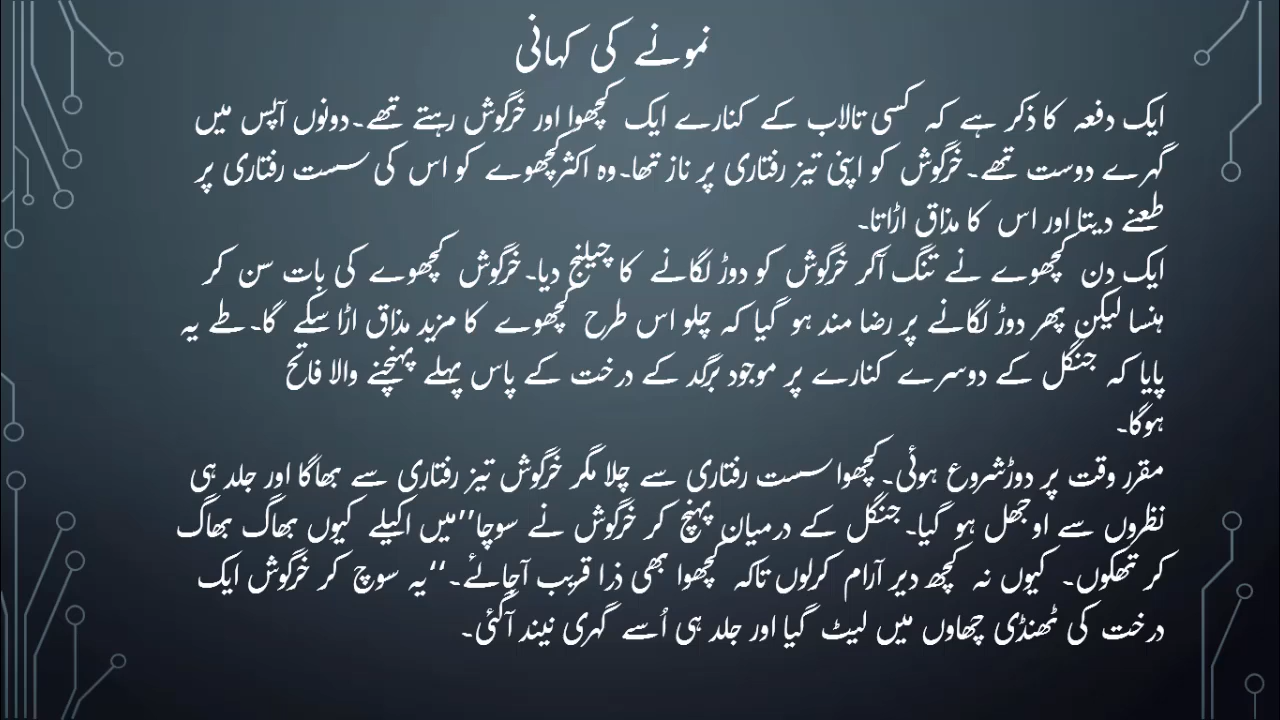 نمونے کی کہانی
ایک دفعہ کا ذکر ہے کہ کسی تالاب کے کنارے ایک کچھوا اور خرگوش رہتے تھے۔دونوں آپس میں
گہرے دوست تھے۔خرگوش کو اپنی تیز رفتاری پر ناز تھا۔وہ اکثر کچھوے کو اس کی سست رفتاری پر
طعنے دیتا اور اس کا مذاق اڑاتا۔
ایک دن کچھوے نے تنگ آکر خرگوش کو دوڑ لگانے کا چیلنج دیا۔خرگوش کچھوے کی بات سن کر
ہنسا لیکن پھر دوڑ لگانے پر رضا مند ہو گیا کہ چلو اس طرح کچھوے کا مزید مذاق اڑا سکے گا۔طے یہ
پایا کہ جنگل کے دوسرے کنارے پر موجود برگد کے درخت کے پاس پہلے پہنچنے والا فاتح
ہوگا۔
مقرر وقت پر دوڑشروع ہوئی۔کچھوا سست رفتاری سے چلا مگر خرگوش تیز رفتاری سے بھاگا اور جلد ہی
نظروں سے اوجھل ہو گیا۔جنگل کے درمیان پہنچ کر خرگوش نے سوچا’’میں اکیلے کیوں بھاگ بھاگ
کر تھکوں۔ کیوں نہ کچھ دیر آرام کرلوں تاکہ کچھوا بھی ذرا قریب آجائے۔‘‘یہ سوچ کر خرگوش ایک
درخت کی ٹھنڈی چھاوں میں لیٹ گیا اور جلد ہی اُسے گہری نیند آگئی۔